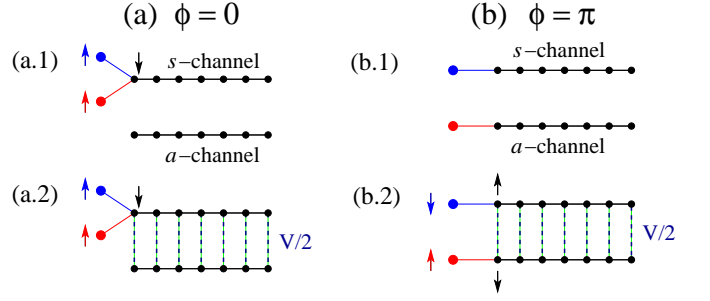 (a) ϕ = 0
(b) ϕ = π
(a.1)
s−channel
a−channel
(b.1)
s−channel
a−channel
(a.2)
V/2
(b.2)
V/2